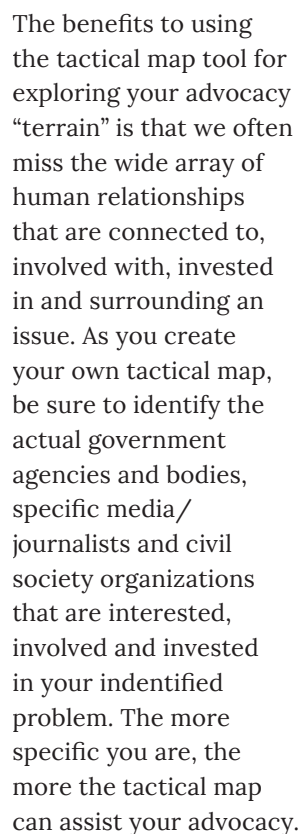 The benefits to using
the tactical map tool for
exploring your advocacy
“terrain” is that we often
miss the wide array of
human relationships
that are connected to,
involved with, invested
in and surrounding an
issue. As you create
your own tactical map,
be sure to identify the
actual government
agencies and bodies,
specific media/
journalists and civil
society organizations
that are interested,
involved and invested
in your indentified
problem. The more
specific you are, the
more the tactical map
can assist your advocacy.